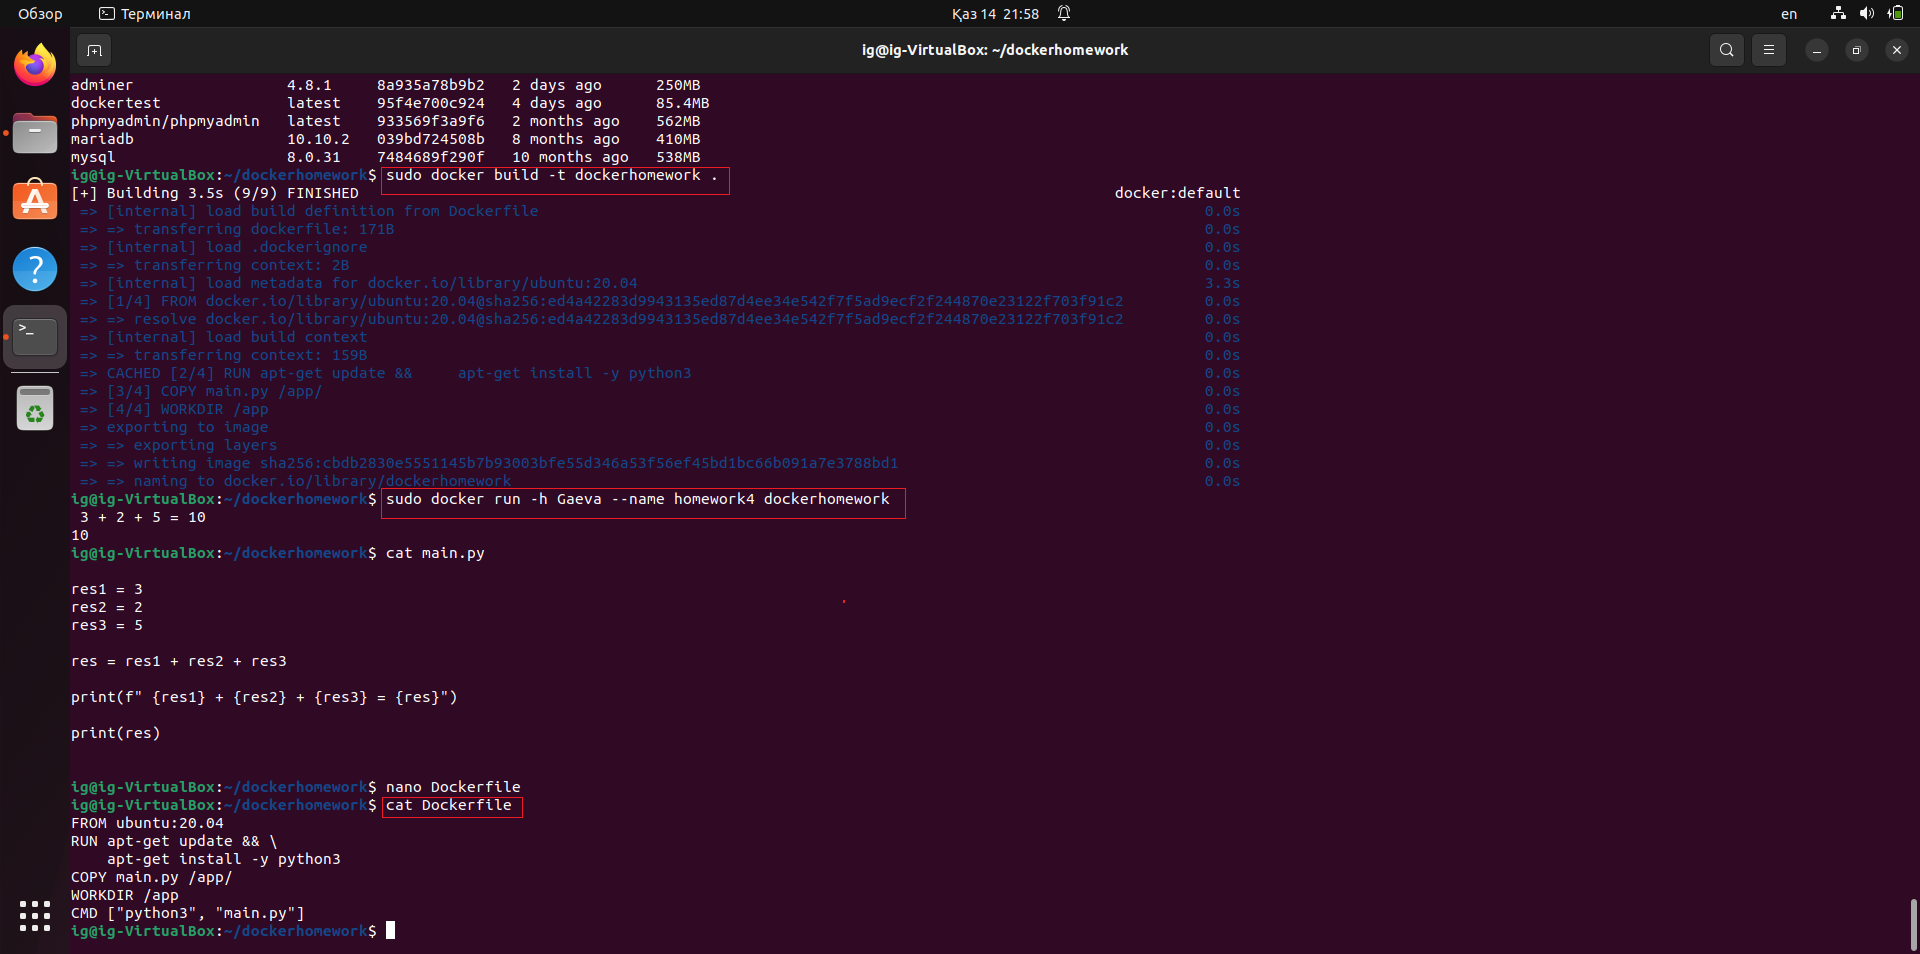 Обзор
Терминал
Қаз 14 21:58
en
ig@ig-VirtualBox: ~/dockerhomework
adminer 4.8.1 8a935a78b9b2 2 days ago 250MB
dockertest latest 95f4e700c924 4 days ago 85.4MB
phpmyadmin/phpmyadmin latest 933569f3a9f6 2 months ago 562MB
mariadb 10.10.2 039bd724508b 8 months ago 410MB
mysql 8.0.31 7484689f290f 10 months ago 538MB
ig@ig-VirtualBox:~/dockerhomework$ sudo docker build -t dockerhomework .
[+] Building 3.5s (9/9) FINISHED docker:default
=> [internal] load build definition from Dockerfile 0.0s
=> => transferring dockerfile: 171B 0.0s
=> [internal] load .dockerignore 0.0s
=> => transferring context: 2B 0.0s
=> [internal] load metadata for docker.io/library/ubuntu:20.04 3.3s
=> [1/4] FROM docker.io/library/ubuntu:20.04@sha256:ed4a42283d9943135ed87d4ee34e542f7f5ad9ecf2f244870e23122f703f91c2 0.0s
=> => resolve docker.io/library/ubuntu:20.04@sha256:ed4a42283d9943135ed87d4ee34e542f7f5ad9ecf2f244870e23122f703f91c2 0.0s
=> [internal] load build context 0.0s
=> => transferring context: 159B 0.0s
=> CACHED [2/4] RUN apt-get update && apt-get install -y python3 0.0s
=> [3/4] COPY main.py /app/ 0.0s
=> [4/4] WORKDIR /app 0.0s
=> exporting to image 0.0s
=> => exporting layers 0.0s
=> => writing image sha256:cbdb2830e5551145b7b93003bfe55d346a53f56ef45bd1bc66b091a7e3788bd1 0.0s
=> => naming to docker.io/library/dockerhomework 0.0s
ig@ig-VirtualBox:~/dockerhomework$ sudo docker run -h Gaeva --name homework4 dockerhomework
3 + 2 + 5 = 10
10
ig@ig-VirtualBox:~/dockerhomework$ cat main.py
res1 = 3
res2 = 2
res3 = 5
res = res1 + res2 + res3
print(f" {res1} + {res2} + {res3} = {res}")
print(res)
ig@ig-VirtualBox:~/dockerhomework$ nano Dockerfile
ig@ig-VirtualBox:~/dockerhomework$ cat Dockerfile
FROM ubuntu:20.04
RUN apt-get update && \
apt-get install -y python3
COPY main.py /app/
WORKDIR /app
CMD ["python3", "main.py"]
ig@ig-VirtualBox:~/dockerhomework$